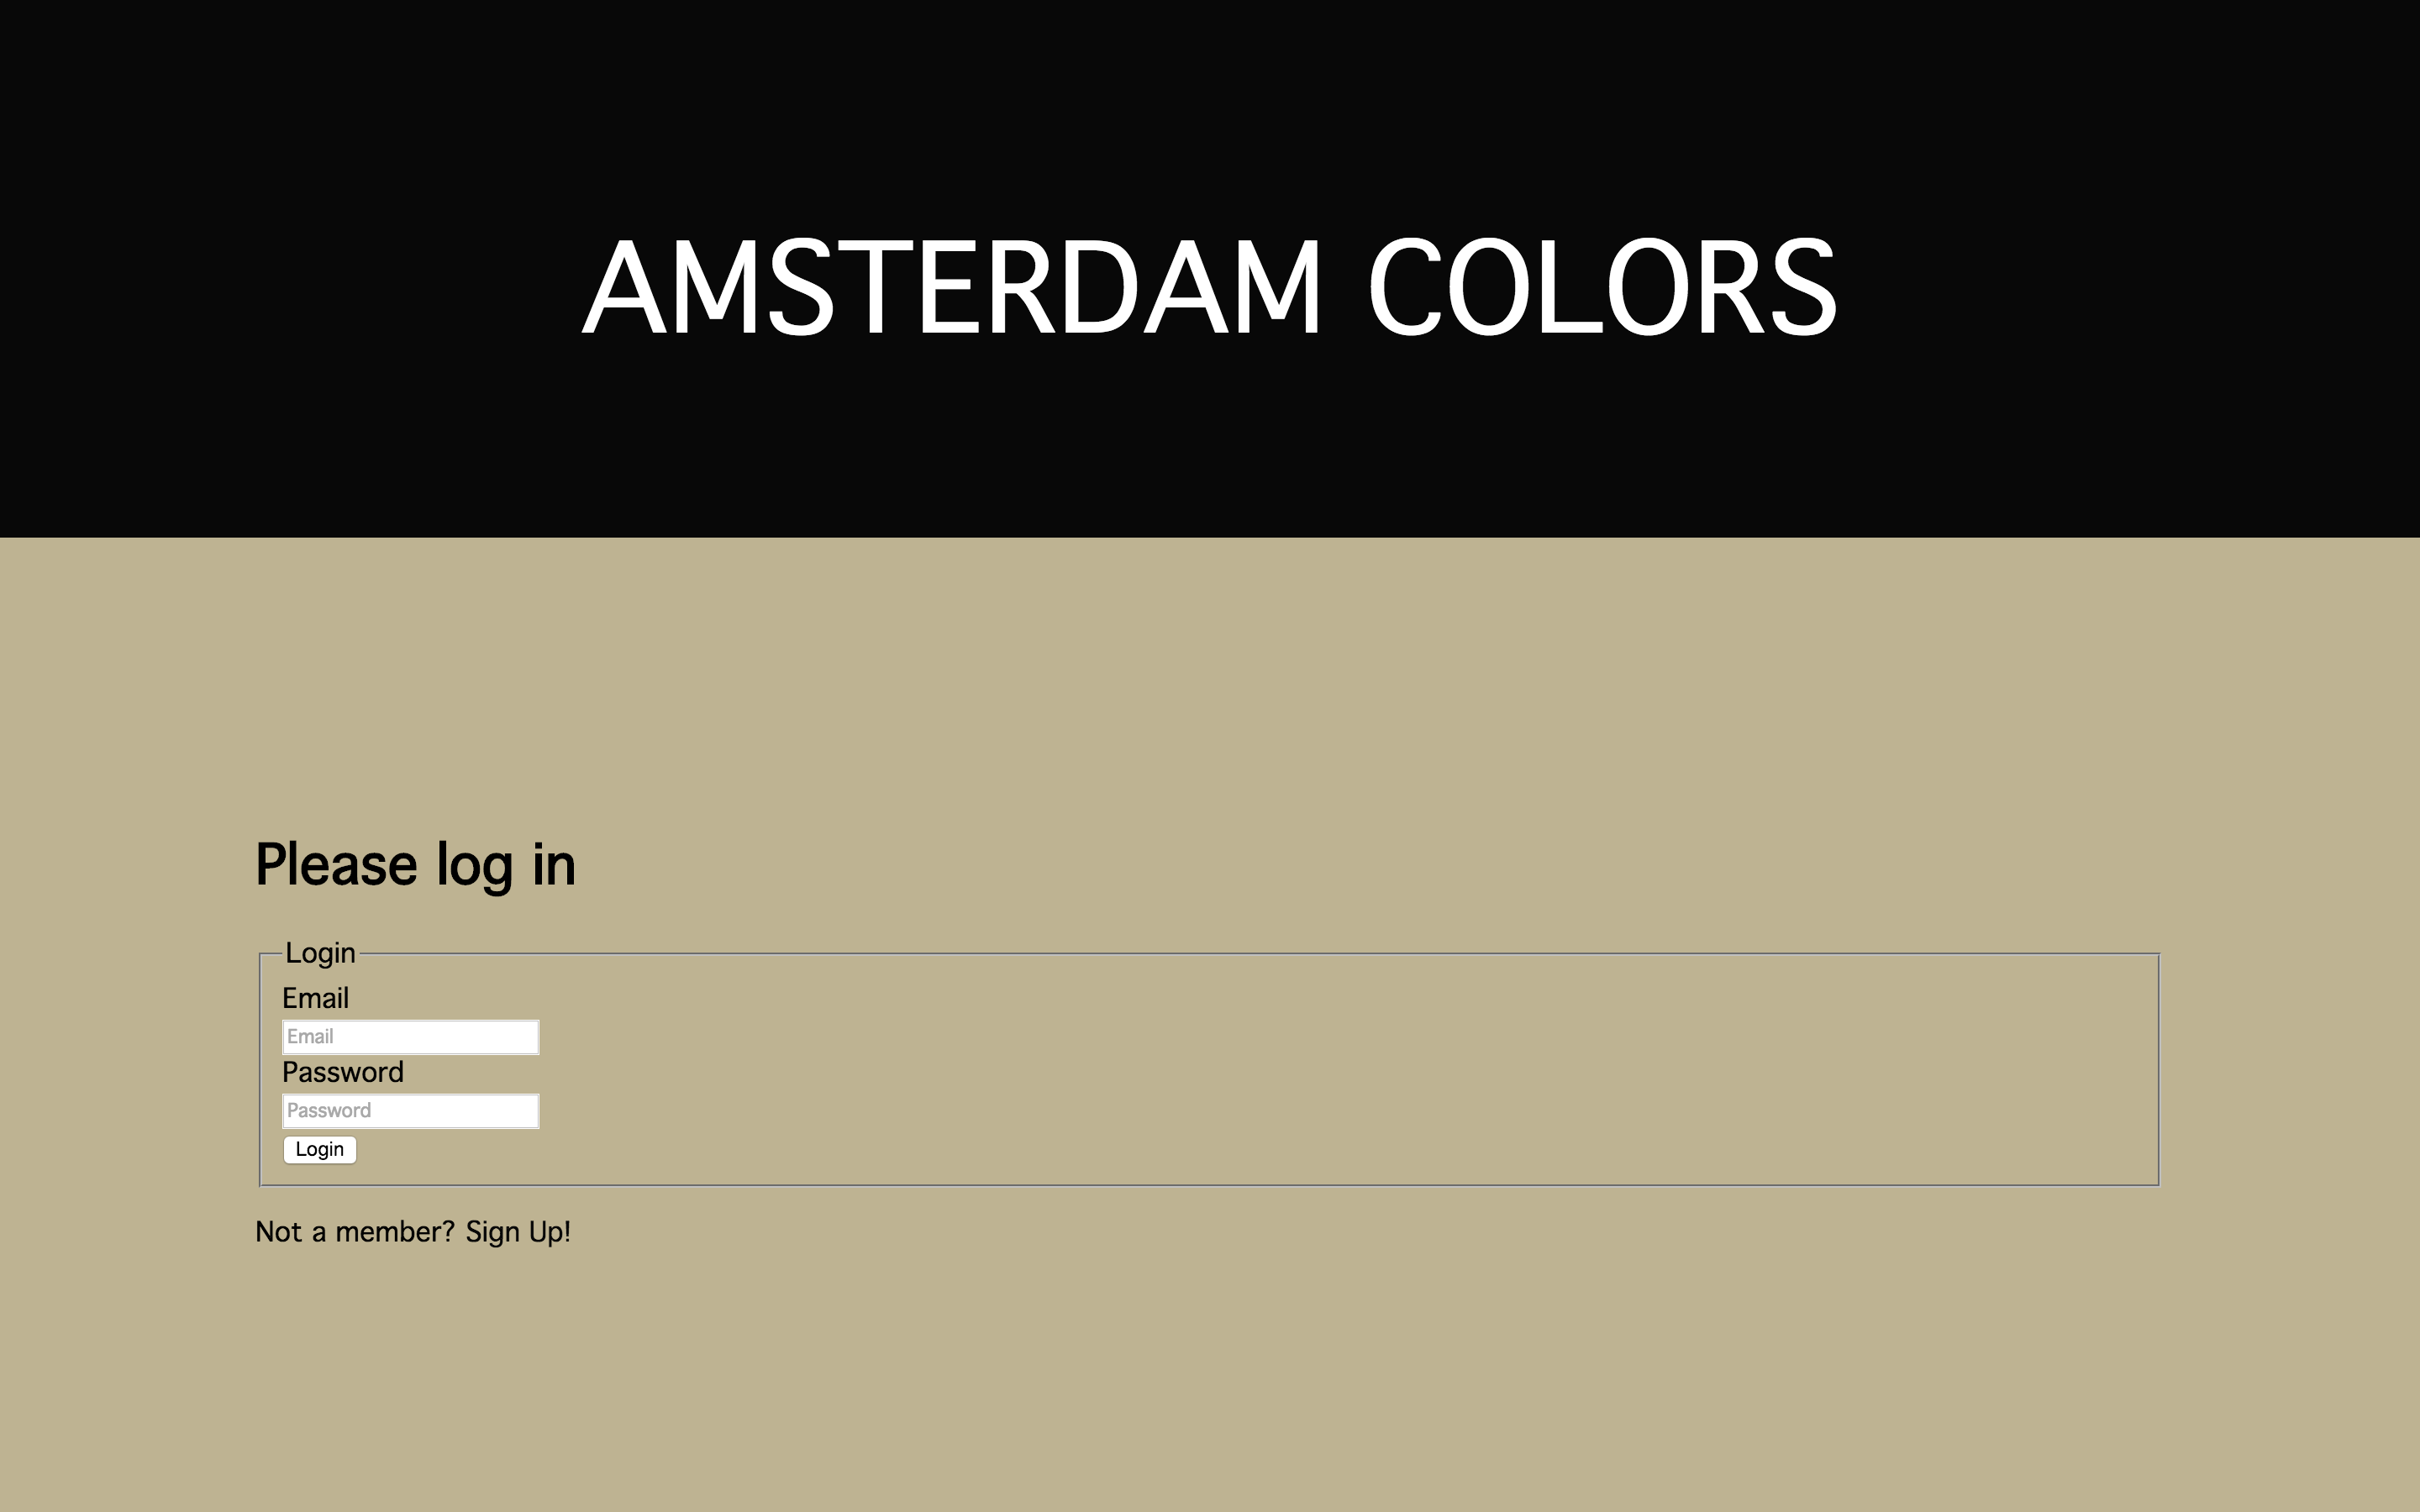 AMSTERDAM COLORS
Please log in
Login
Email
Email
Password
Password
Login
Not a member? Sign Up!